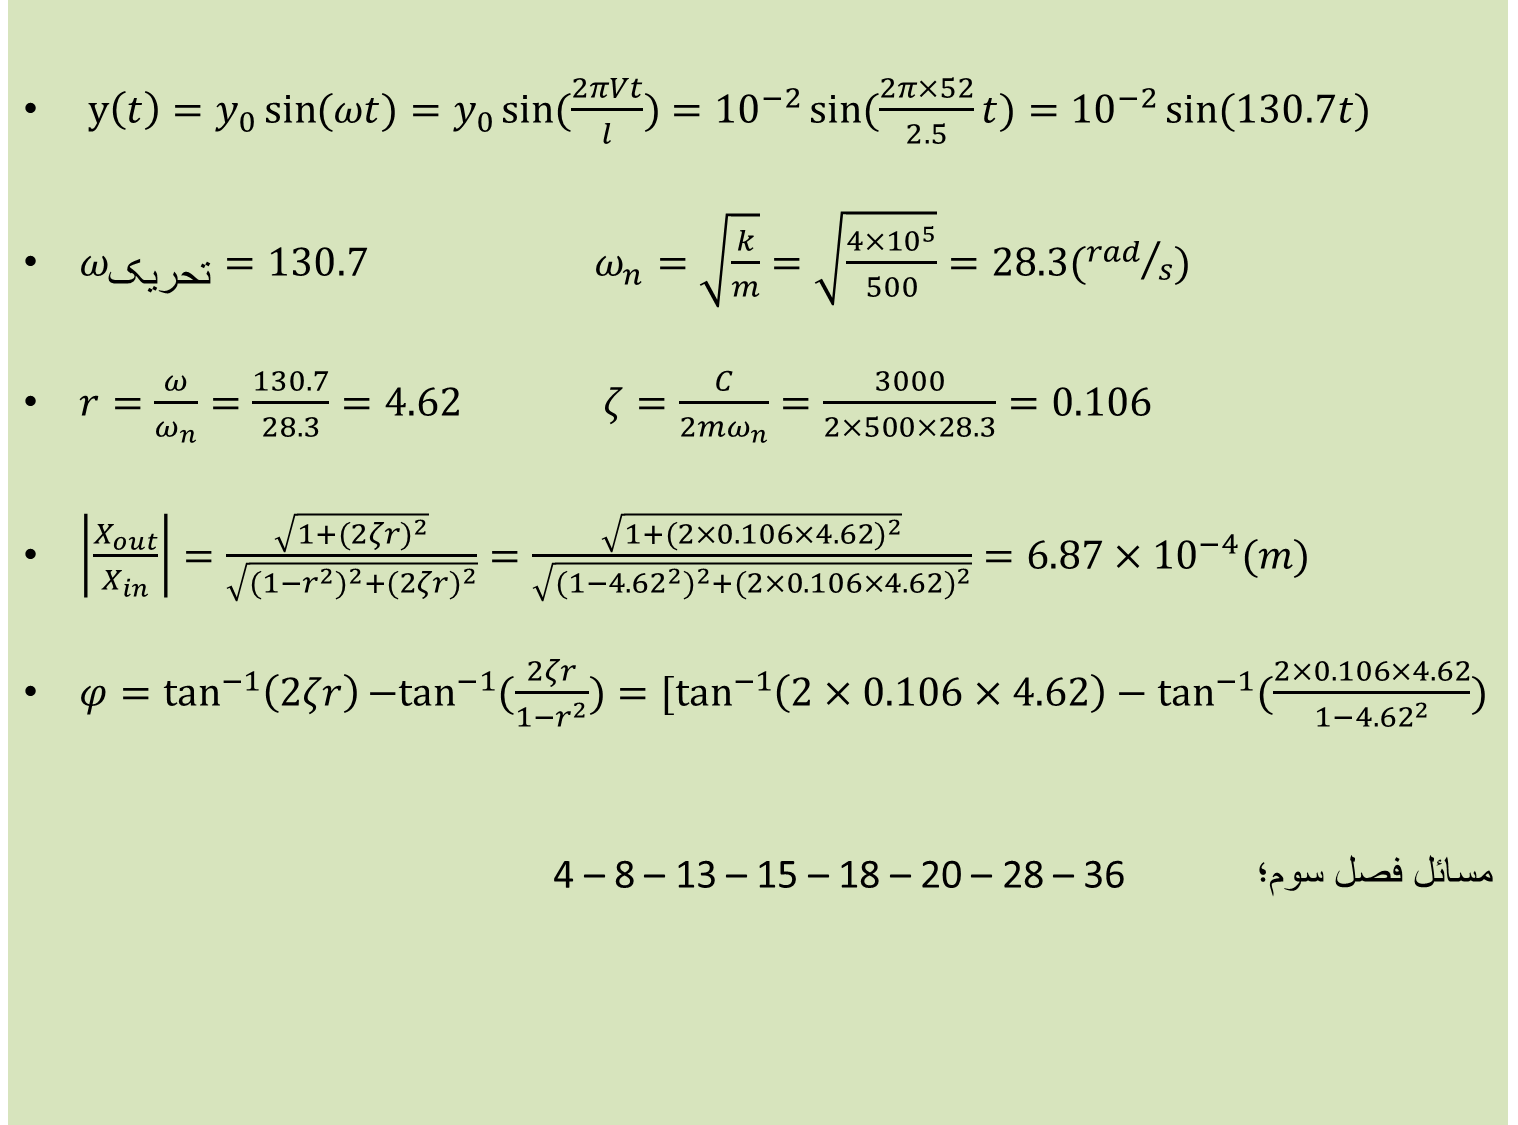 • y(t) = y₀ sin(ωt) = y₀ sin(2πVt/l) = 10⁻² sin(2π×52/2.5 t) = 10⁻² sin(130.7t)
• ω_تحریک = 130.7 ωₙ = √(k/m) = √(4×10⁵/500) = 28.3(rad/s)
• r = ω/ωₙ = 130.7/28.3 = 4.62 ζ = C/(2mωₙ) = 3000/(2×500×28.3) = 0.106
• |X_out/X_in| = √(1+(2ζr)²)/√((1−r²)²+(2ζr)²) = √(1+(2×0.106×4.62)²)/√((1−4.62²)²+(2×0.106×4.62)²) = 6.87 × 10⁻⁴(m)
• φ = tan⁻¹(2ζr) −tan⁻¹(2ζr/(1−r²)) = [tan⁻¹(2 × 0.106 × 4.62) − tan⁻¹(2×0.106×4.62/(1−4.62²))
مسائل فصل سوم؛ 4 – 8 – 13 – 15 – 18 – 20 – 28 – 36